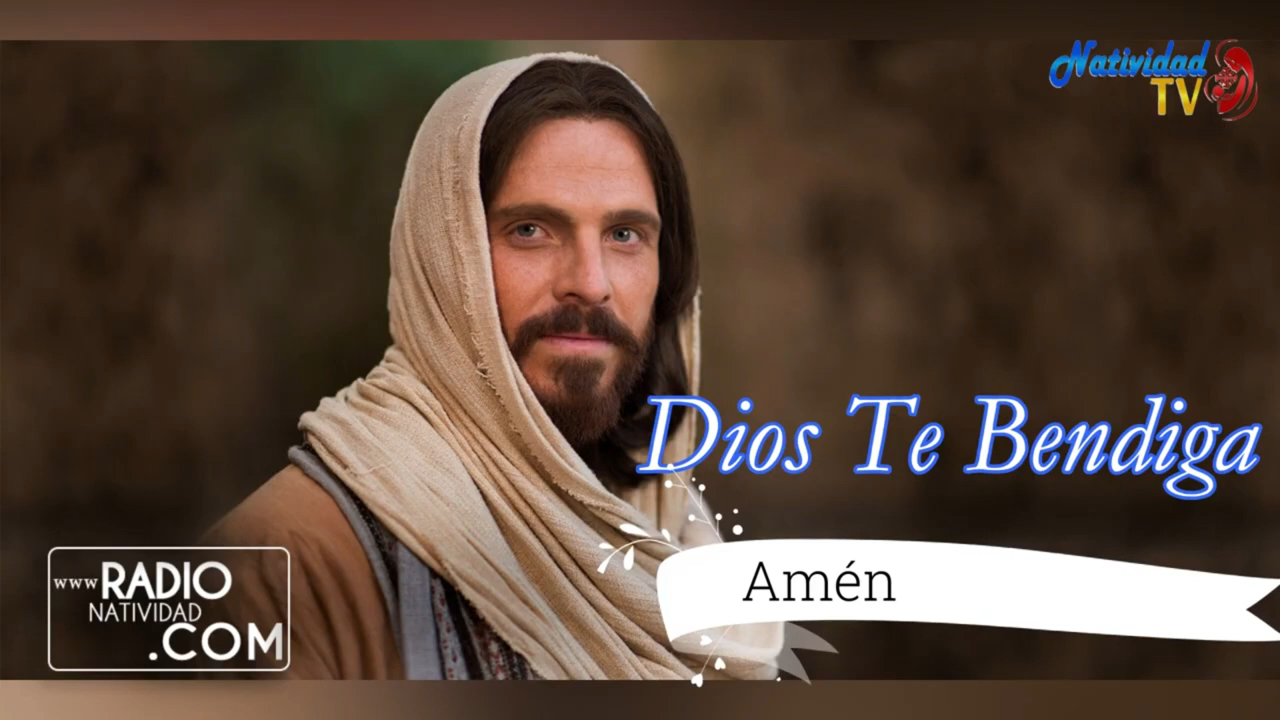 Natividad
TV
Dios Te Bendiga
Amén
www RADIO
NATIVIDAD
.COM